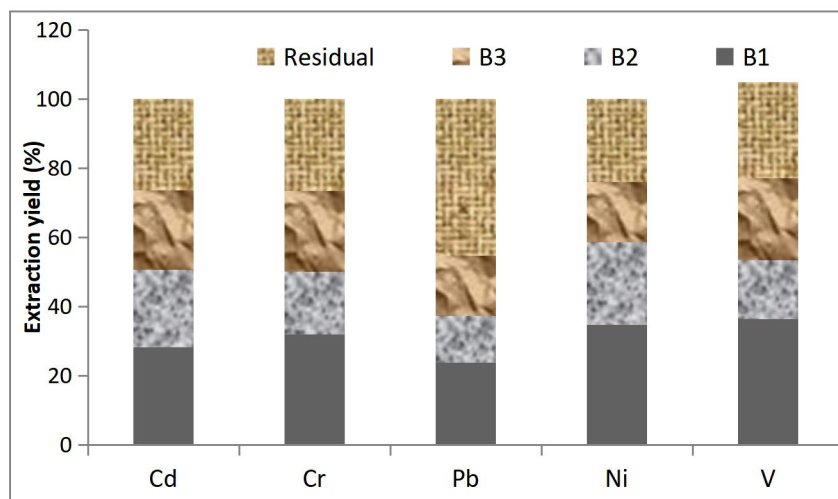 120
100
80
60
40
20
0
Extraction yield (%)
Residual B3 B2 B1
Cd Cr Pb Ni V